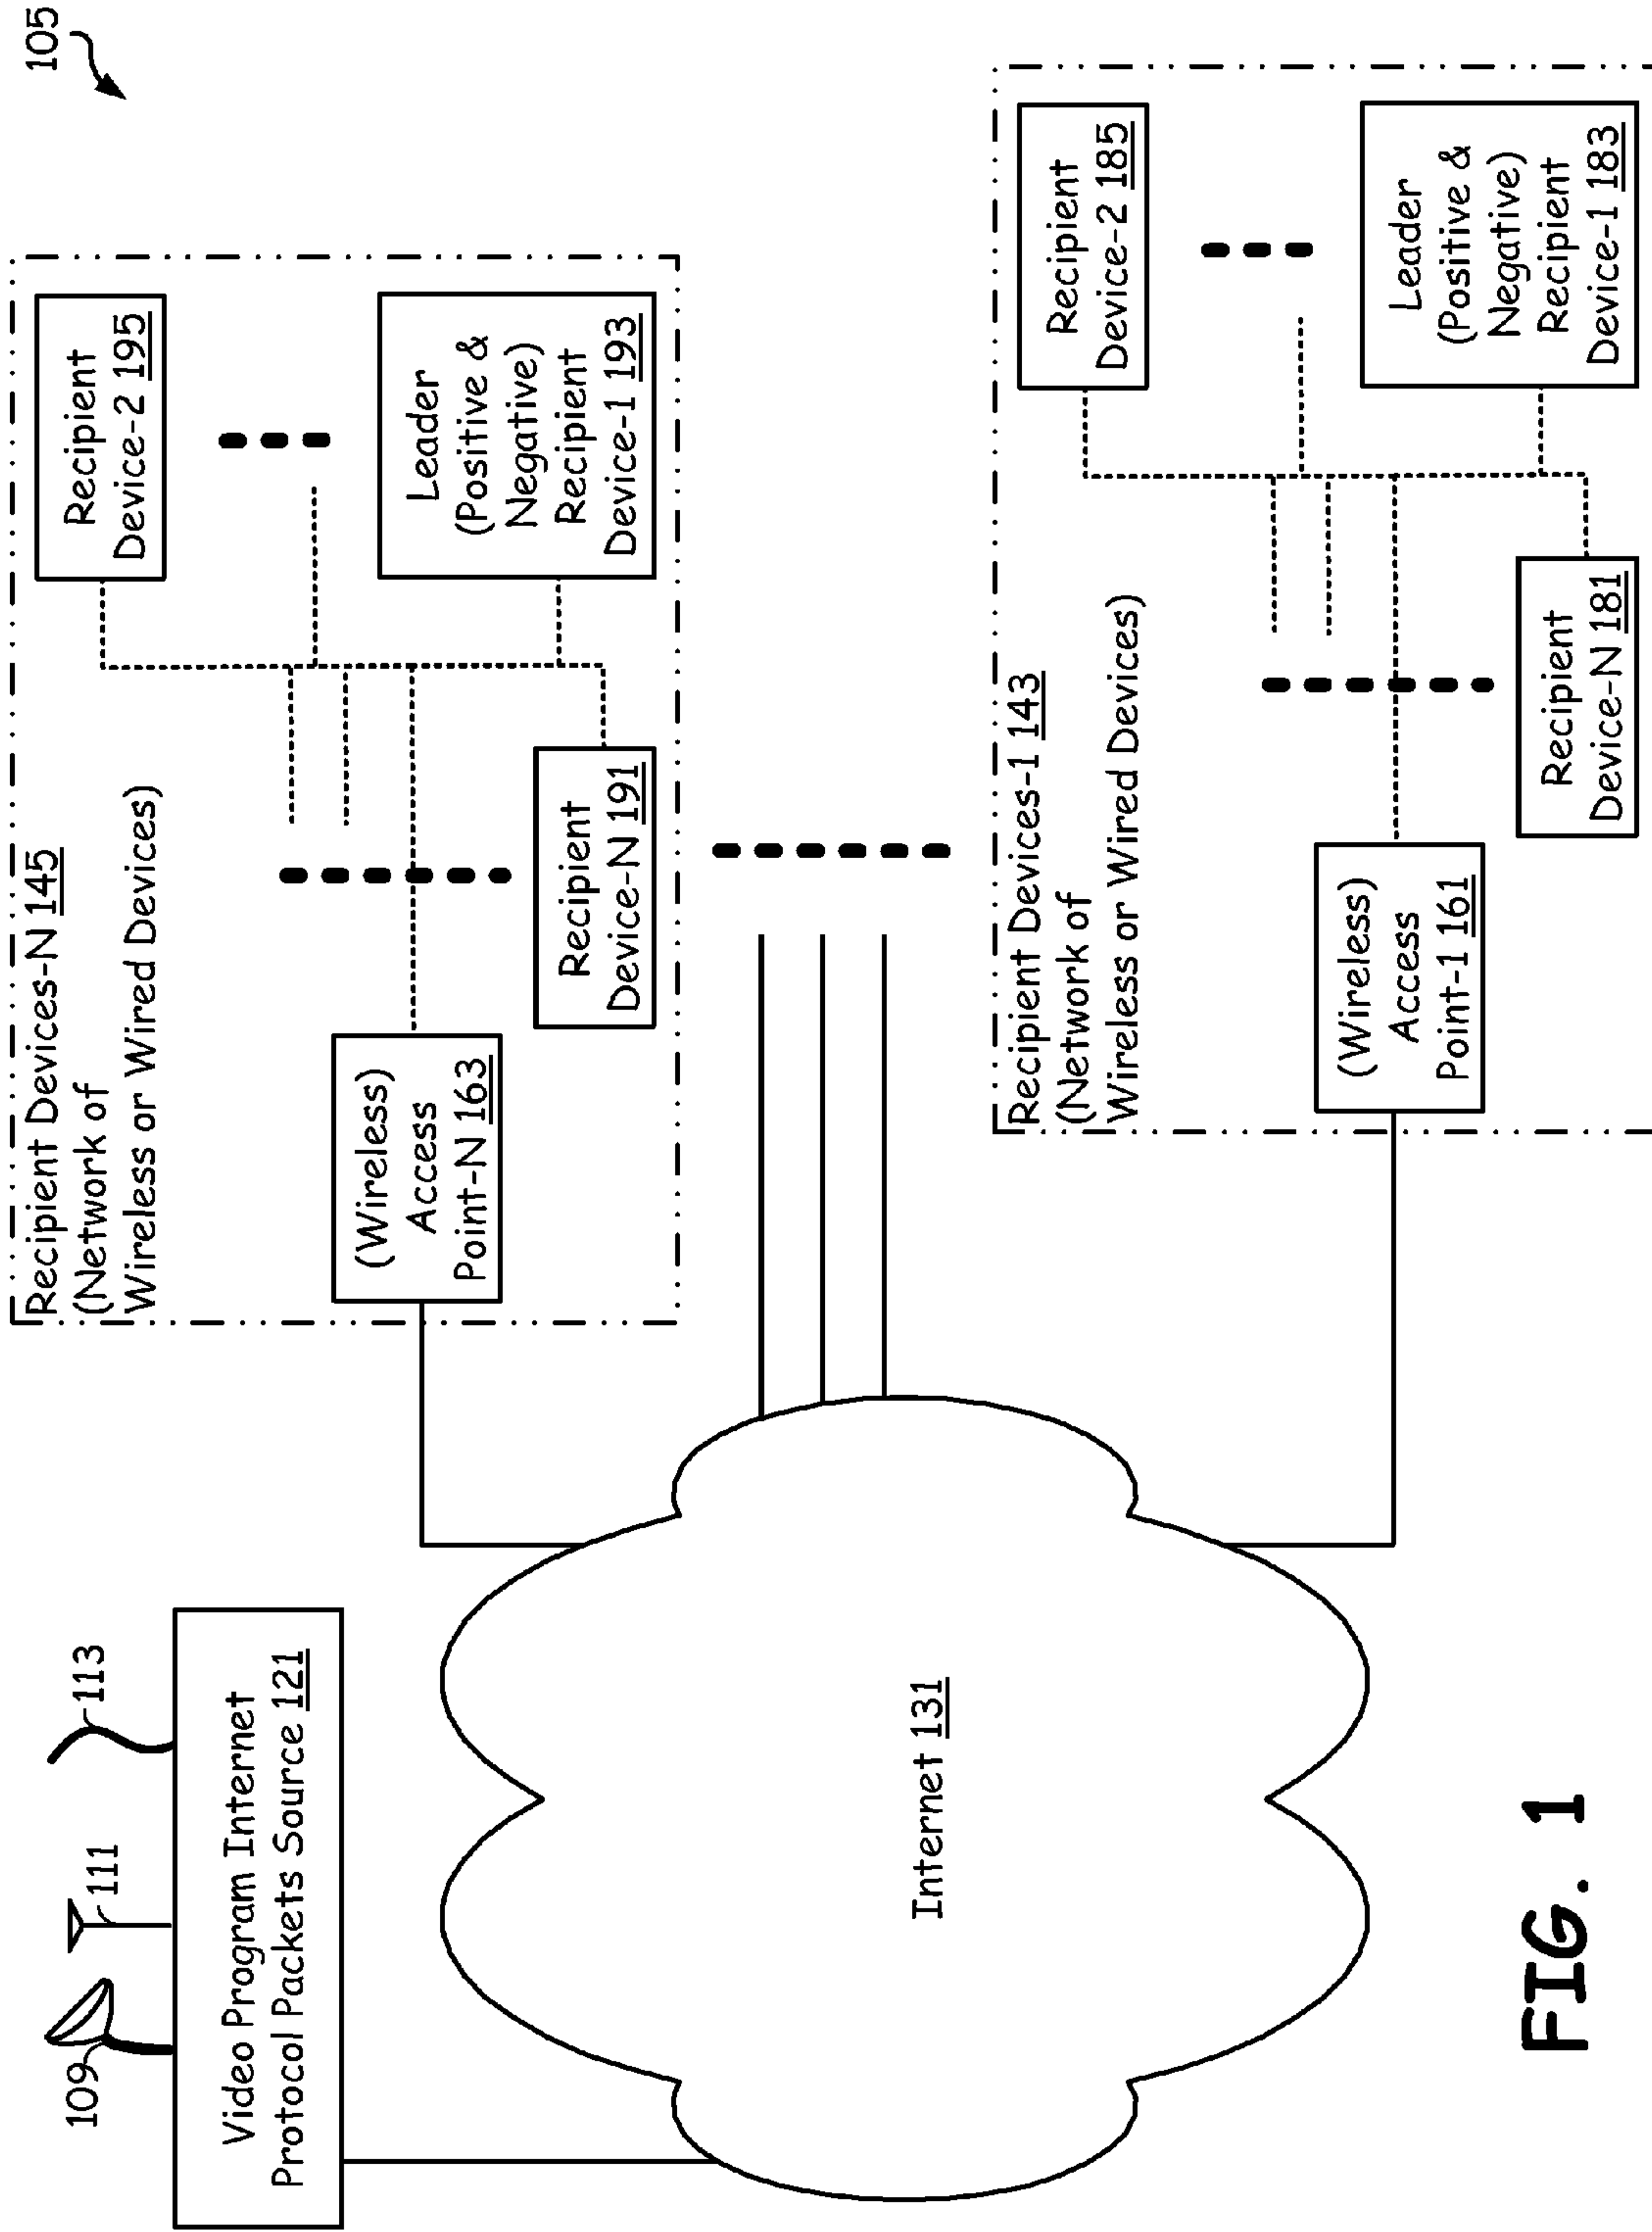 105
109
111
113
Video Program Internet
Protocol Packets Source 121
Internet 131
Recipient Devices-N 145
(Network of
Wireless or Wired Devices)
(Wireless)
Access
Point-N 163
Recipient
Device-N 191
Recipient
Device-2 195
Leader
(Positive &
Negative)
Recipient
Device-1 193
Recipient Devices-1 143
(Network of
Wireless or Wired Devices)
(Wireless)
Access
Point-1 161
Recipient
Device-N 181
Recipient
Device-2 185
Leader
(Positive &
Negative)
Recipient
Device-1 183
FIG. 1